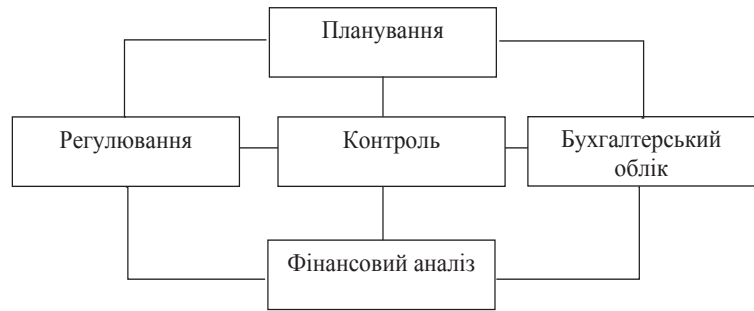 Планування
Регулювання
Контроль
Бухгалтерський
облік
Фінансовий аналіз